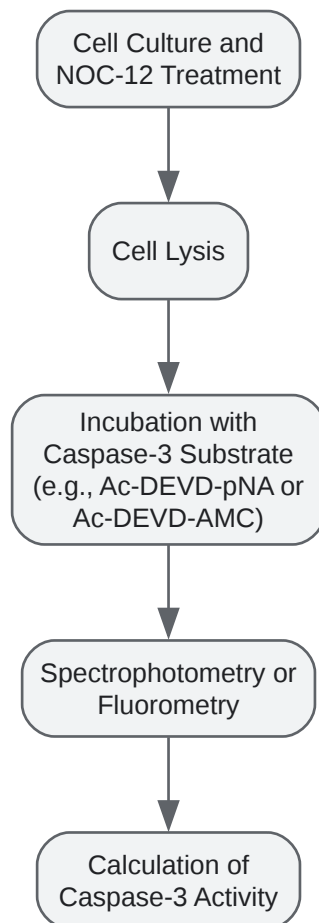 Cell Culture and
NOC-12 Treatment
Cell Lysis
Incubation with
Caspase-3 Substrate
(e.g., Ac-DEVD-pNA or
Ac-DEVD-AMC)
Spectrophotometry or
Fluorometry
Calculation of
Caspase-3 Activity